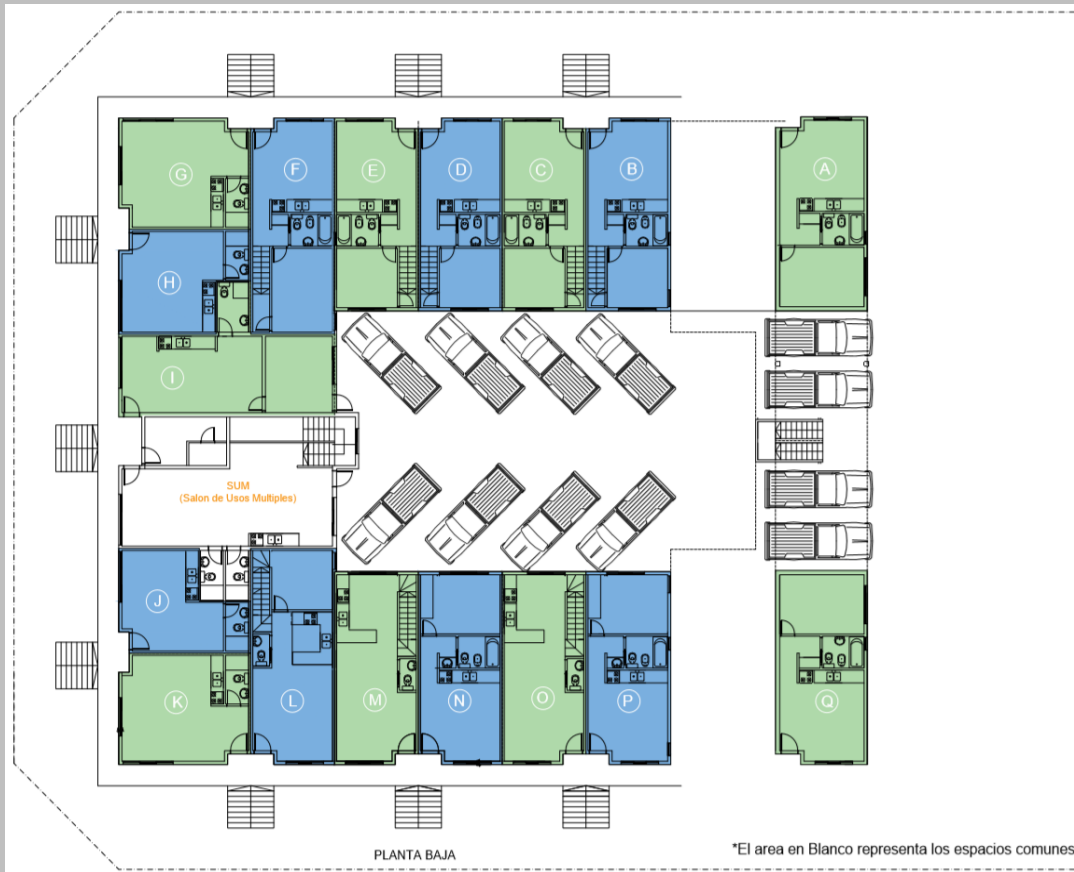 F
E
D
C
B
A
G
H
I
SUM
(Salon de Usos Multiples)
J
K
L
M
N
O
P
Q
PLANTA BAJA
*El area en Blanco representa los espacios comunes